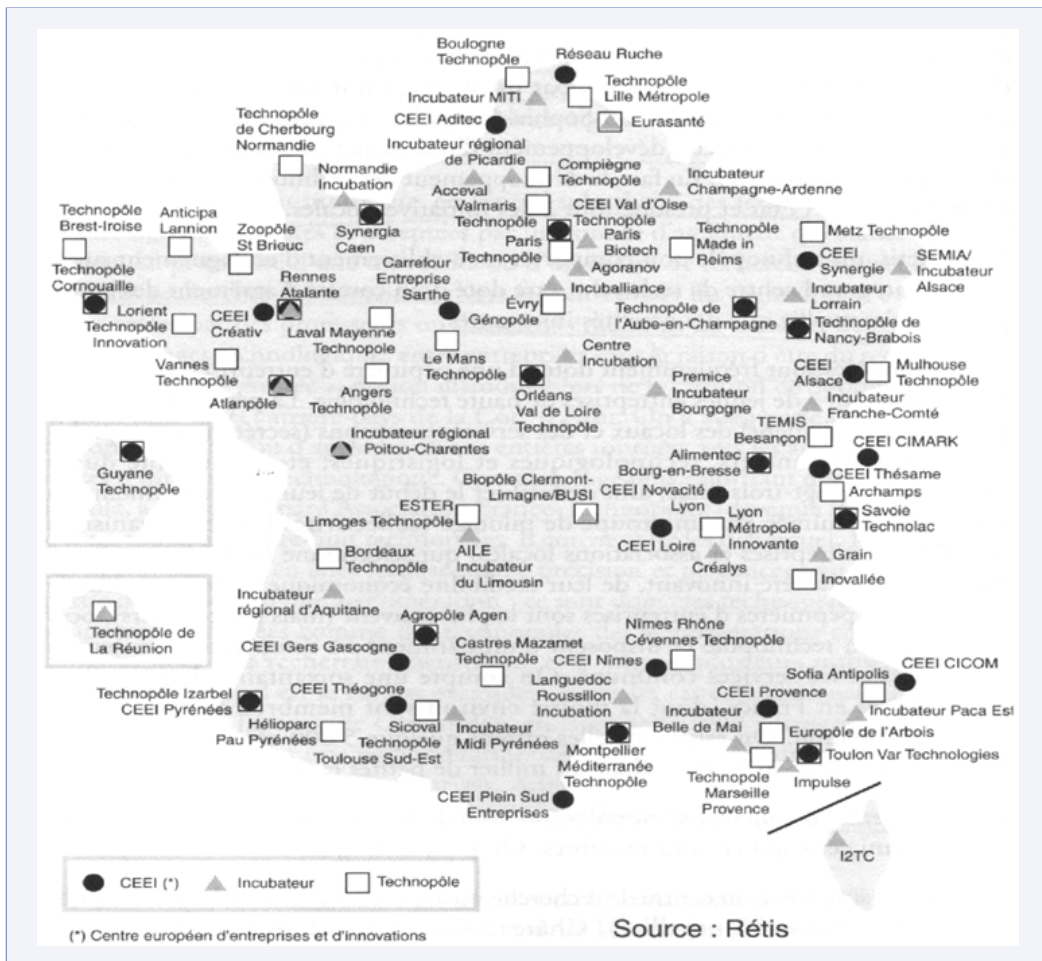 Boulogne
Technopôle
Réseau Ruche
Incubateur MITI
Technopôle
Lille Métropole
CEEI Aditec
Eurasanté
Technopôle
de Cherbourg
Normandie
Incubateur régional
de Picardie
Normandie
Incubation
Compiègne
Technopôle
Incubateur
Champagne-Ardenne
Acceval
Valmaris
Technopôle
CEEI Val d'Oise
Technopôle
Technopôle
Brest-Iroise
Anticipa
Lannion
Zoopôle
St Brieuc
Synergia
Caen
Paris
Technopôle
Paris
Biotech
Technopôle
Made in
Reims
Metz Technopôle
CEEI
Synergie
SEMIA/
Incubateur
Alsace
Agoranov
Technopôle
Cornouaille
Rennes
Atalante
Carrefour
Entreprise
Sarthe
Incuballiance
Incubateur
Lorrain
Lorient
Technopôle
Innovation
CEEI
Créativ
Laval Mayenne
Technopole
Évry
Génopôle
Technopôle de
l'Aube-en-Champagne
Technopôle de
Nancy-Brabois
Vannes
Technopôle
Le Mans
Technopôle
Centre
Incubation
CEEI
Alsace
Mulhouse
Technopôle
Atlanpôle
Angers
Technopôle
Orléans
Val de Loire
Technopôle
Premice
Incubateur
Bourgogne
Incubateur
Franche-Comté
TEMIS
Besançon
Guyane
Technopôle
Incubateur régional
Poitou-Charentes
Alimentec
Bourg-en-Bresse
CEEI CIMARK
CEEI Thésame
Biopôle Clermont-
Limagne/BUSI
CEEI Novacité
Lyon
Archamps
ESTER
Limoges Technopôle
Lyon
Métropole
Innovante
Savoie
Technolac
CEEI Loire
Bordeaux
Technopôle
AILE
Incubateur
du Limousin
Créalys
Grain
Inovallée
Incubateur
régional d'Aquitaine
Technopôle de
La Réunion
Agropôle Agen
Nîmes Rhône
Cévennes Technopôle
CEEI Gers Gascogne
Castres Mazamet
Technopôle
CEEI Nîmes
CEEI CICOM
Sofia Antipolis
Technopôle Izarbel
CEEI Pyrénées
CEEI Théogone
Languedoc
Roussillon
Incubation
CEEI Provence
Incubateur
Belle de Mai
Incubateur Paca Est
Hélioparc
Pau Pyrénées
Sicoval
Technopôle
Toulouse Sud-Est
Incubateur
Midi Pyrénées
Montpellier
Méditerranée
Technopôle
Europôle de l'Arbois
Toulon Var Technologies
Technopole
Marseille
Provence
Impulse
CEEI Plein Sud
Entreprises
I2TC
CEEI (*)
Incubateur
Technopôle
(*) Centre européen d'entreprises et d'innovations
Source : Rétis